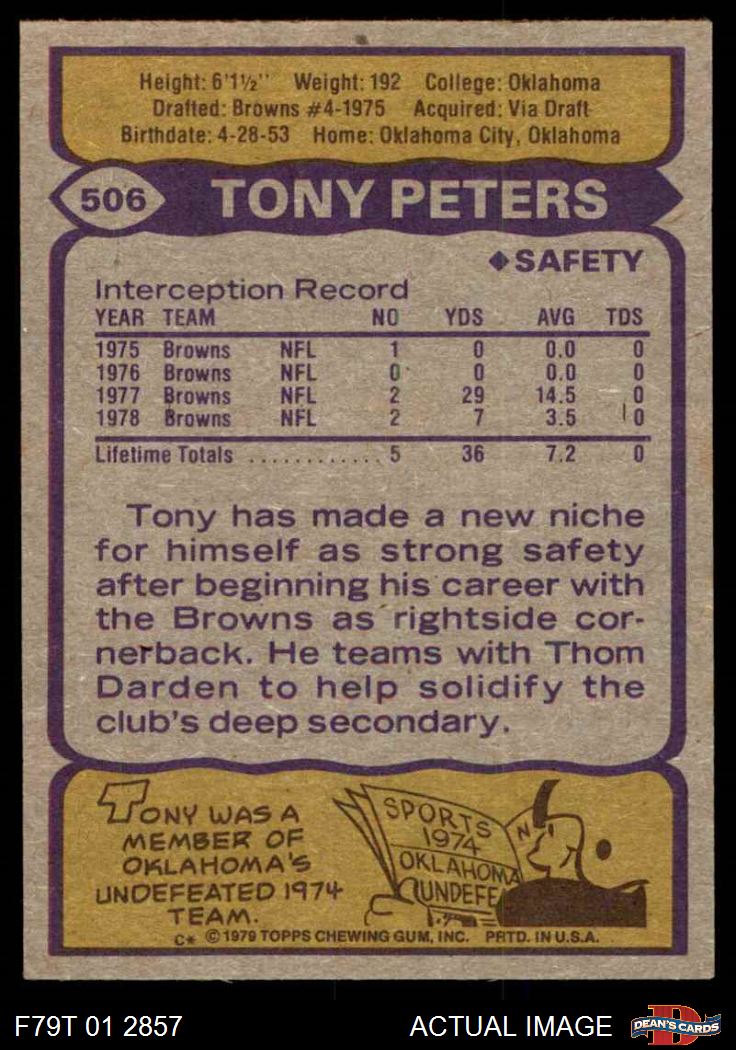 Height: 6'1½" Weight: 192 College: Oklahoma
Drafted: Browns #4-1975 Acquired: Via Draft
Birthdate: 4-28-53 Home: Oklahoma City, Oklahoma
506 TONY PETERS
◆SAFETY
Interception Record
YEAR TEAM NO YDS AVG TDS
1975 Browns NFL 1 0 0.0 0
1976 Browns NFL 0 0 0.0 0
1977 Browns NFL 2 29 14.5 0
1978 Browns NFL 2 7 3.5 0
Lifetime Totals ............ 5 36 7.2 0
Tony has made a new niche
for himself as strong safety
after beginning his career with
the Browns as rightside cor-
nerback. He teams with Thom
Darden to help solidify the
club's deep secondary.
TONY WAS A
MEMBER OF
OKLAHOMA'S
UNDEFEATED 1974
TEAM.
SPORTS
1974
OKLAHOMA
UNDEFE
C* © 1979 TOPPS CHEWING GUM, INC. PRTD. IN U.S.A.
F79T 01 2857 ACTUAL IMAGE D DEAN'S CARDS